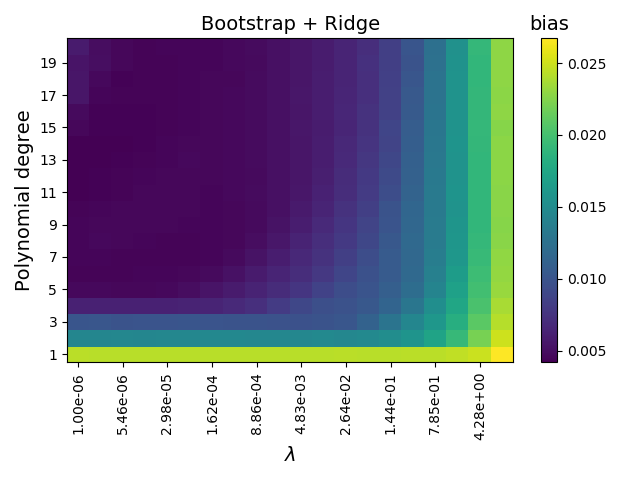 Bootstrap + Ridge
bias
Polynomial degree
19
17
15
13
11
9
7
5
3
1
1.00e-06
5.46e-06
2.98e-05
1.62e-04
8.86e-04
4.83e-03
2.64e-02
1.44e-01
7.85e-01
4.28e+00
λ
0.025
0.020
0.015
0.010
0.005